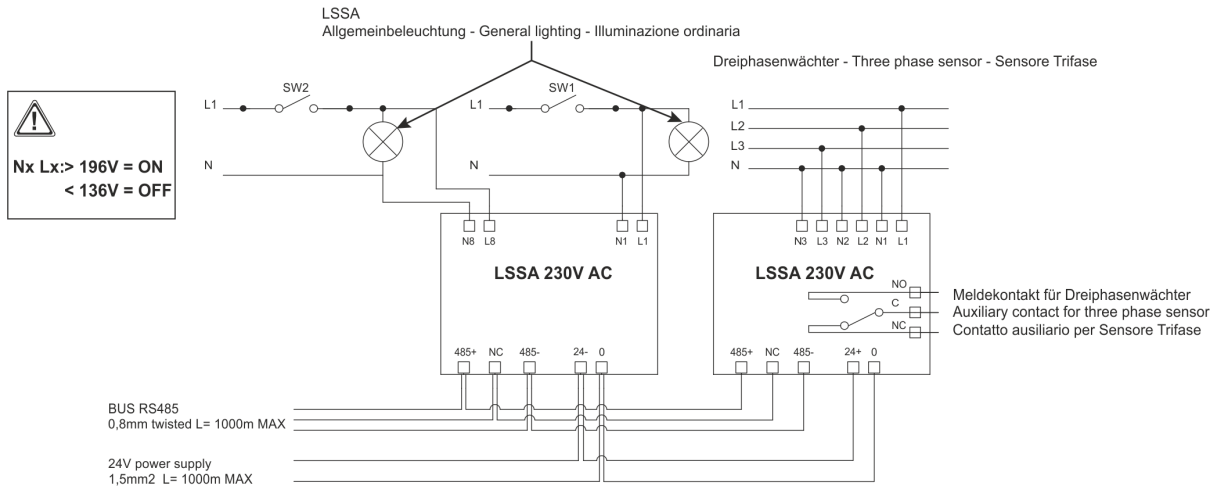 LSSA
Allgemeinbeleuchtung - General lighting - Illuminazione ordinaria
Dreiphasenwächter - Three phase sensor - Sensore Trifase
Nx Lx:> 196V = ON
< 136V = OFF
L1
SW2
N
L1
SW1
N
L1
L2
L3
N
N8 L8 N1 L1
LSSA 230V AC
485+ NC 485- 24- 0
N3 L3 N2 L2 N1 L1
LSSA 230V AC
NO
C
NC
485+ NC 485- 24+ 0
Meldekontakt für Dreiphasenwächter
Auxiliary contact for three phase sensor
Contatto ausiliario per Sensore Trifase
BUS RS485
0,8mm twisted L= 1000m MAX
24V power supply
1,5mm2 L= 1000m MAX